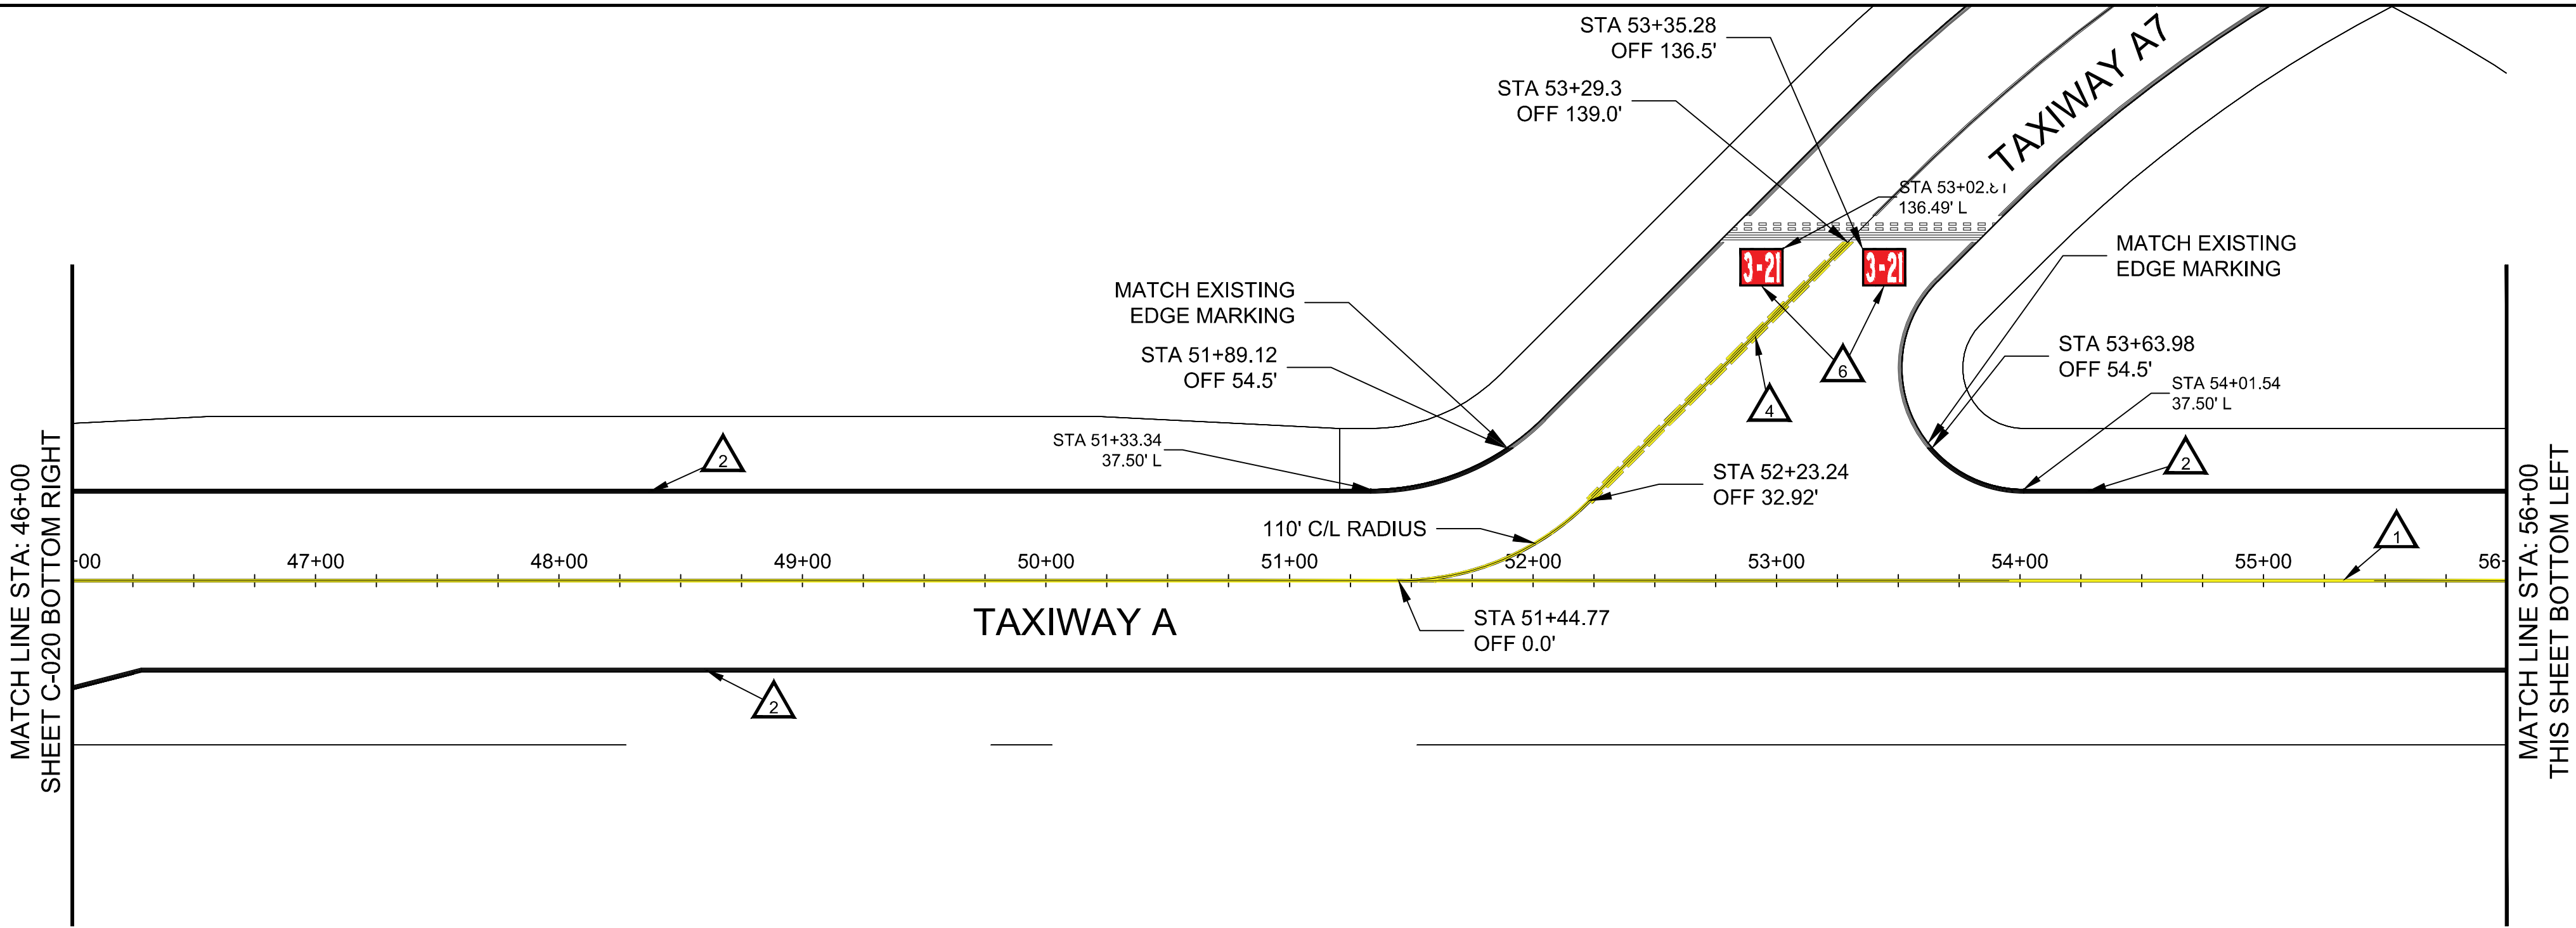 STA 53+35.28
OFF 136.5'
STA 53+29.3
OFF 139.0'
TAXIWAY A7
136.49' L
3-21
3-21
MATCH EXISTING
EDGE MARKING
MATCH EXISTING
EDGE MARKING
6
STA 51+89.12
OFF 54.5'
STA 53+63.98
OFF 54.5'
STA 54+01.54
37.50' L
4
STA 51+33.34
37.50' L
2
2
STA 52+23.24
OFF 32.92'
110' C/L RADIUS
1
-00
47+00
48+00
49+00
50+00
51+00
52+00
53+00
54+00
55+00
56+
TAXIWAY A
STA 51+44.77
OFF 0.0'
2
MATCH LINE STA: 46+00
SHEET C-020 BOTTOM RIGHT
MATCH LINE STA: 56+00
THIS SHEET BOTTOM LEFT